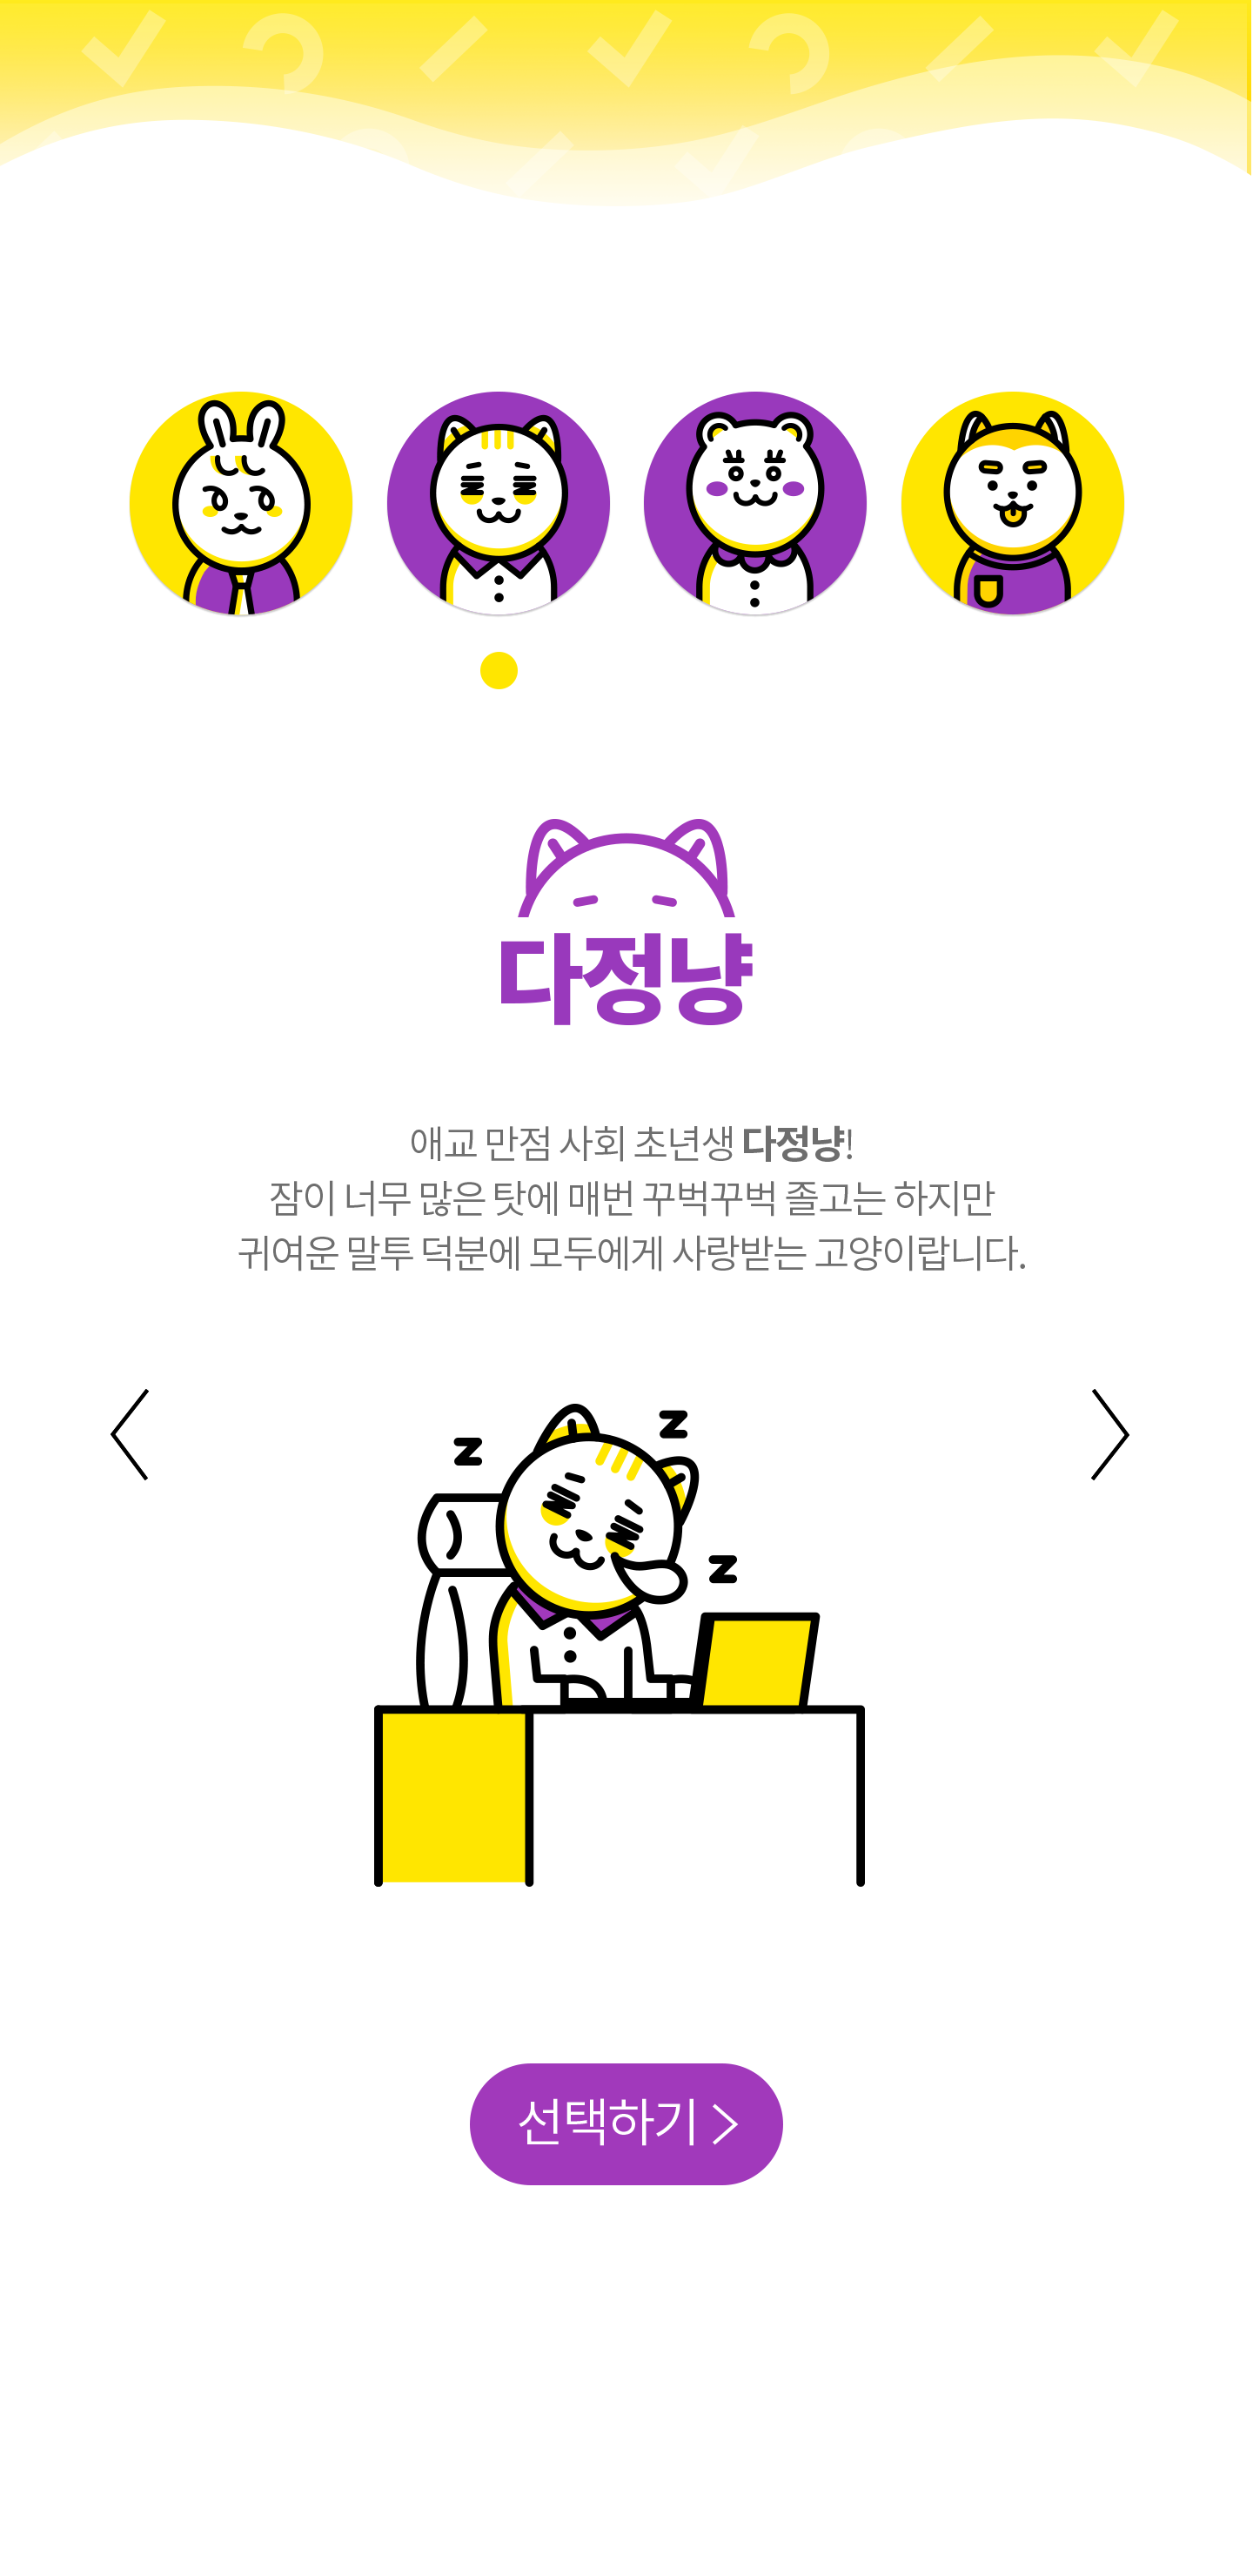 다정냥
애교 만점 사회 초년생 다정냥!
잠이 너무 많은 탓에 매번 꾸벅꾸벅 졸고는 하지만
귀여운 말투 덕분에 모두에게 사랑받는 고양이랍니다.
z
z
z
선택하기 >